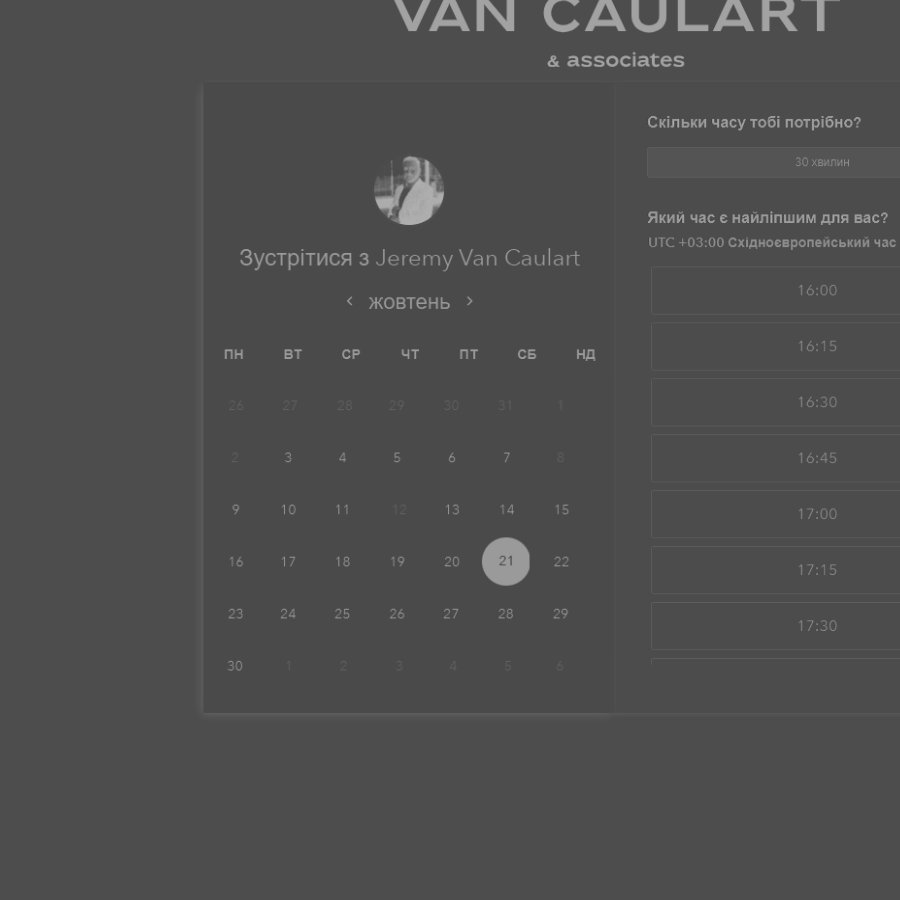 VAN CAULART
& associates
Зустрітися з Jeremy Van Caulart
‹ жовтень ›
ПН ВТ СР ЧТ ПТ СБ НД
26 27 28 29 30 31 1
2 3 4 5 6 7 8
9 10 11 12 13 14 15
16 17 18 19 20 21 22
23 24 25 26 27 28 29
30 1 2 3 4 5 6
Скільки часу тобі потрібно?
30 хвилин
Який час є найліпшим для вас?
UTC +03:00 Східноєвропейський час
16:00
16:15
16:30
16:45
17:00
17:15
17:30